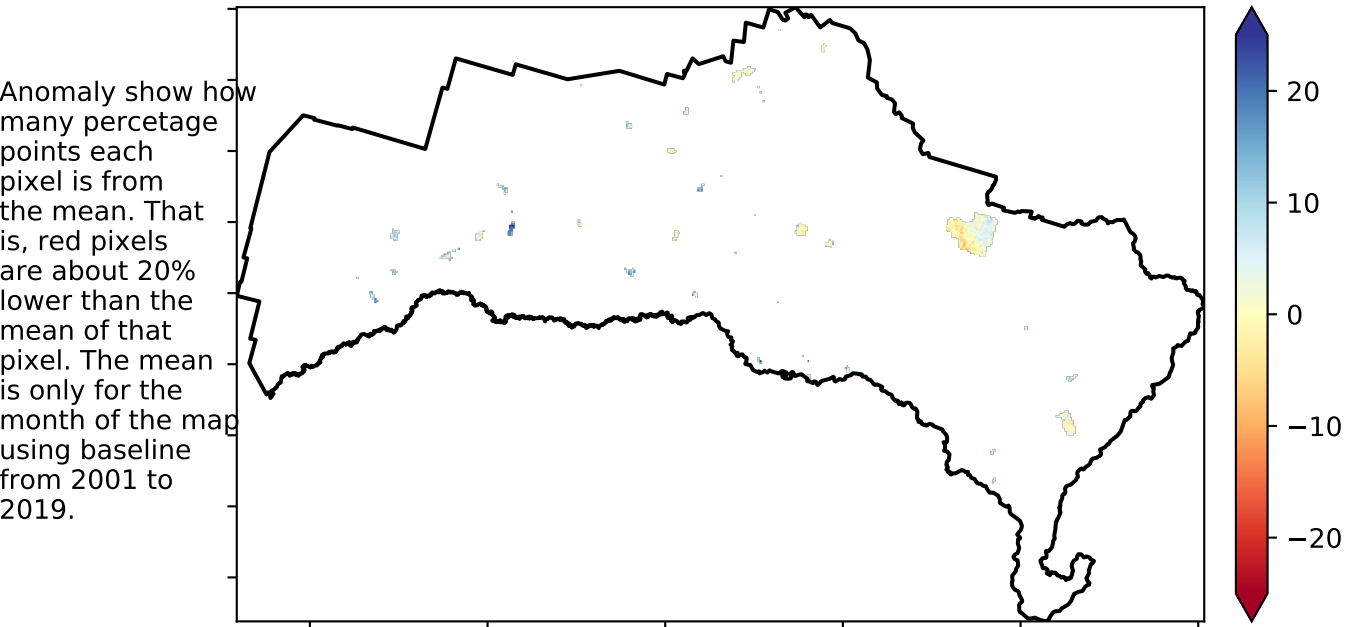 Anomaly show how
many percetage
points each
pixel is from
the mean. That
is, red pixels
are about 20%
lower than the
mean of that
pixel. The mean
is only for the
month of the map
using baseline
from 2001 to
2019.
20
10
0
−10
−20